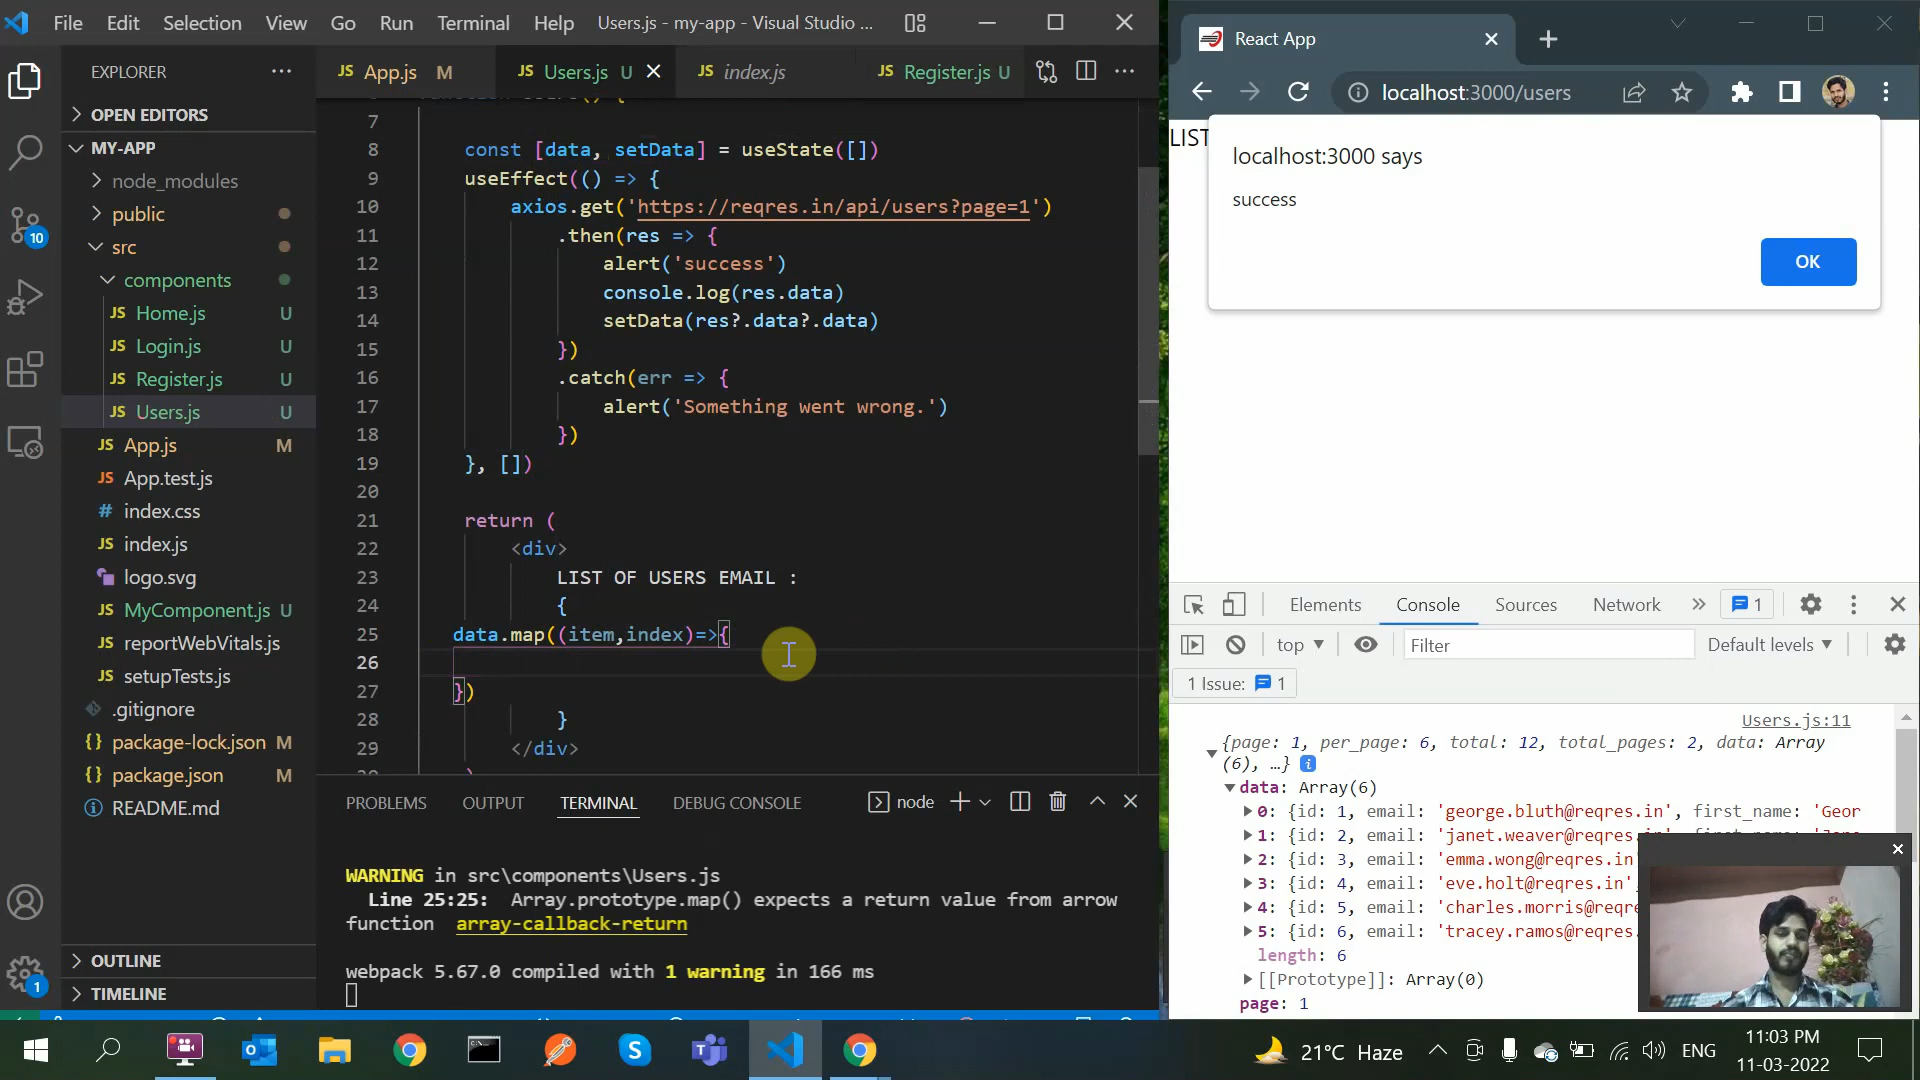 File Edit Selection View Go Run Terminal Help Users.js - my-app - Visual Studio ...
EXPLORER
OPEN EDITORS
MY-APP
node_modules
public
src
components
JS Home.js U
JS Login.js U
JS Register.js U
JS Users.js U
JS App.js M
JS App.test.js
# index.css
JS index.js
logo.svg
JS MyComponent.js U
JS reportWebVitals.js
JS setupTests.js
.gitignore
{} package-lock.json M
{} package.json M
README.md
OUTLINE
TIMELINE
10
1
JS App.js M JS Users.js U JS index.js JS Register.js U
7
8 const [data, setData] = useState([])
9 useEffect(() => {
10 axios.get('https://reqres.in/api/users?page=1')
11 .then(res => {
12 alert('success')
13 console.log(res.data)
14 setData(res?.data?.data)
15 })
16 .catch(err => {
17 alert('Something went wrong.')
18 })
19 }, [])
20
21 return (
22 <div>
23 LIST OF USERS EMAIL :
24 {
25 data.map((item,index)=>{
26
27 })
28 }
29 </div>
PROBLEMS OUTPUT TERMINAL DEBUG CONSOLE node
WARNING in src\components\Users.js
Line 25:25: Array.prototype.map() expects a return value from arrow
function array-callback-return
webpack 5.67.0 compiled with 1 warning in 166 ms
React App
localhost:3000/users
LIST
localhost:3000 says
success
OK
Elements Console Sources Network 1
top Filter Default levels
1 Issue: 1
Users.js:11
{page: 1, per_page: 6, total: 12, total_pages: 2, data: Array
(6), …}
data: Array(6)
0: {id: 1, email: 'george.bluth@reqres.in', first_name: 'Geor
1: {id: 2, email: 'janet.weaver@reqres.in', first_name:
2: {id: 3, email: 'emma.wong@reqres.in'
3: {id: 4, email: 'eve.holt@reqres.in',
4: {id: 5, email: 'charles.morris@reqre
5: {id: 6, email: 'tracey.ramos@reqres.
length: 6
[[Prototype]]: Array(0)
page: 1
21°C Haze ENG 11:03 PM
11-03-2022